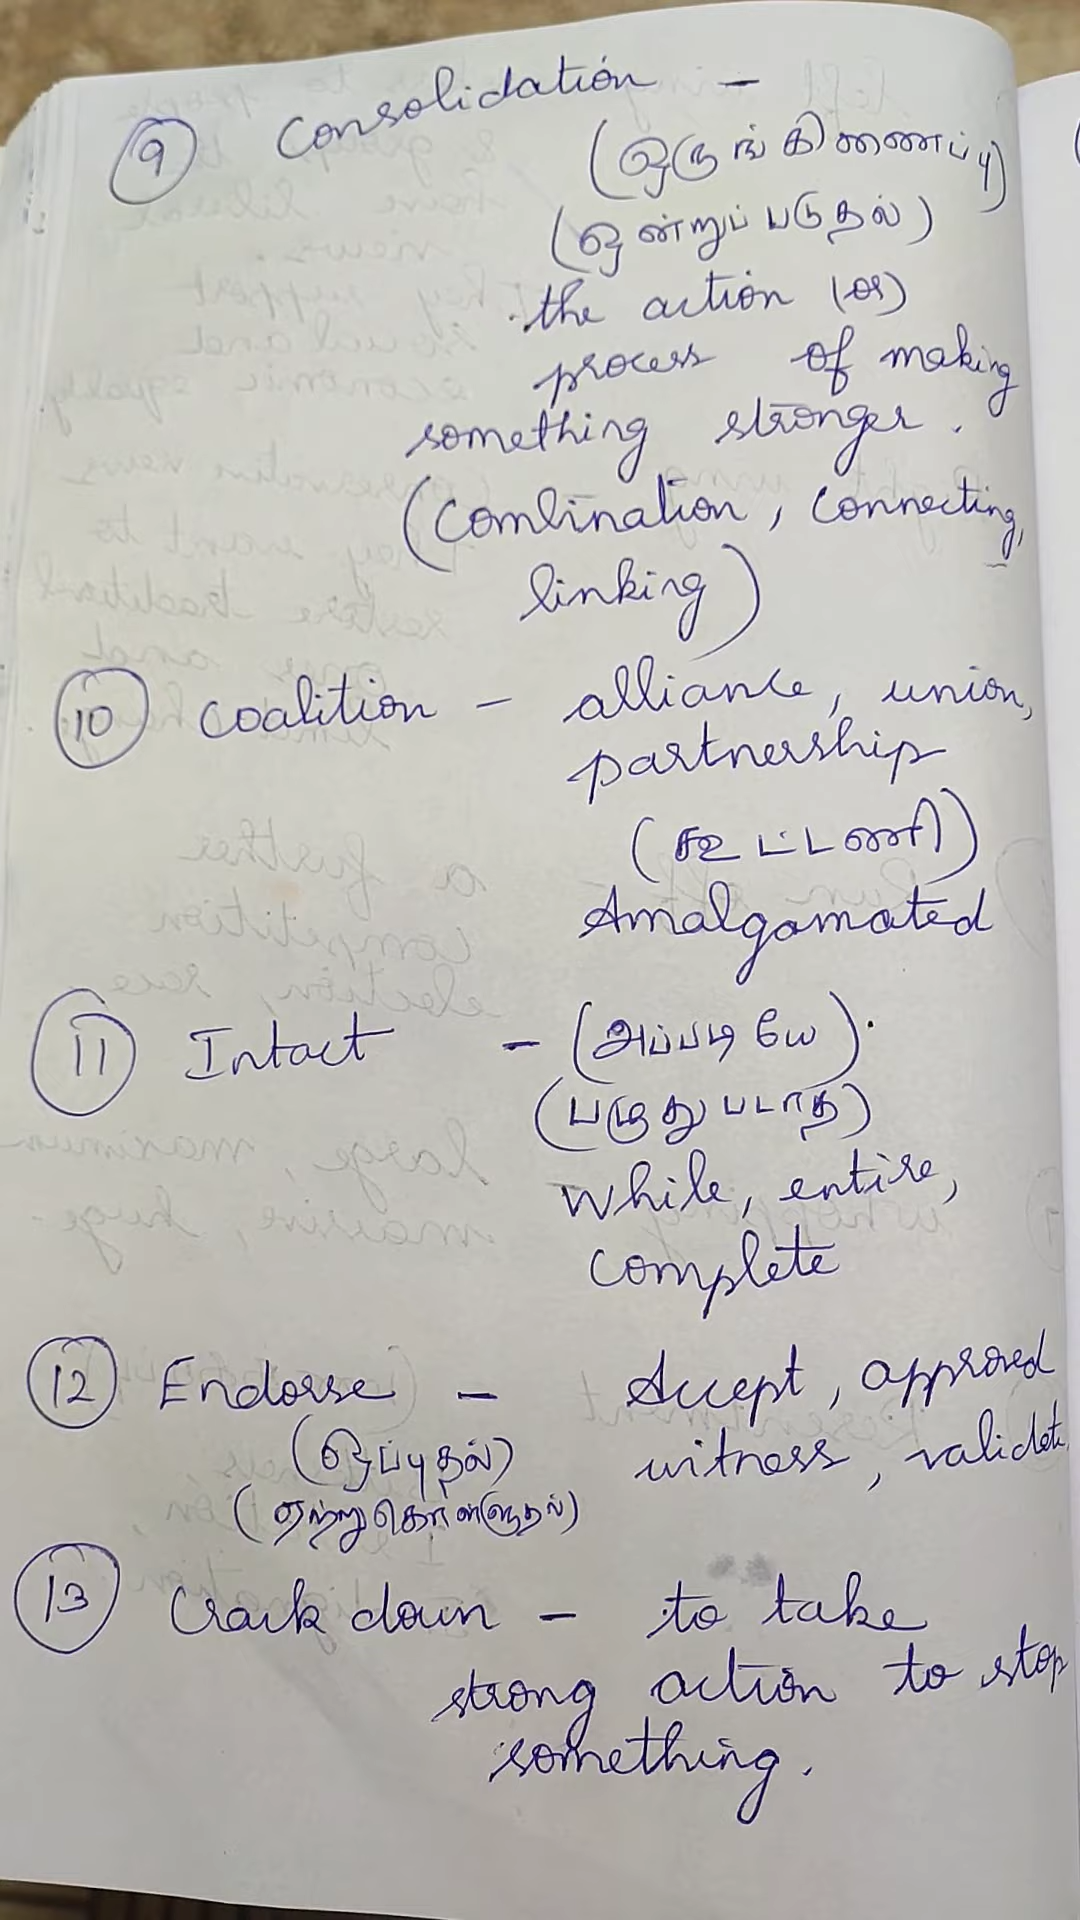 9 Consolidation -
(ஒருங்கிணைப்பு)
(ஒன்றுப்படுதல்)
the action (or)
process of making
something stronger.
(Combination, connecting,
linking)
10 Coalition - alliance, union,
partnership
(கூட்டணி)
Amalgamated
11 Intact - (அப்படியே).
(பழுதுபடாத)
While, entire,
complete
12 Endorse - Accept, approved
(ஒப்புதல்) witness, validate,
(ஏற்றுகொள்ளுதல்)
13 Crack down - to take
strong action to stop
something.